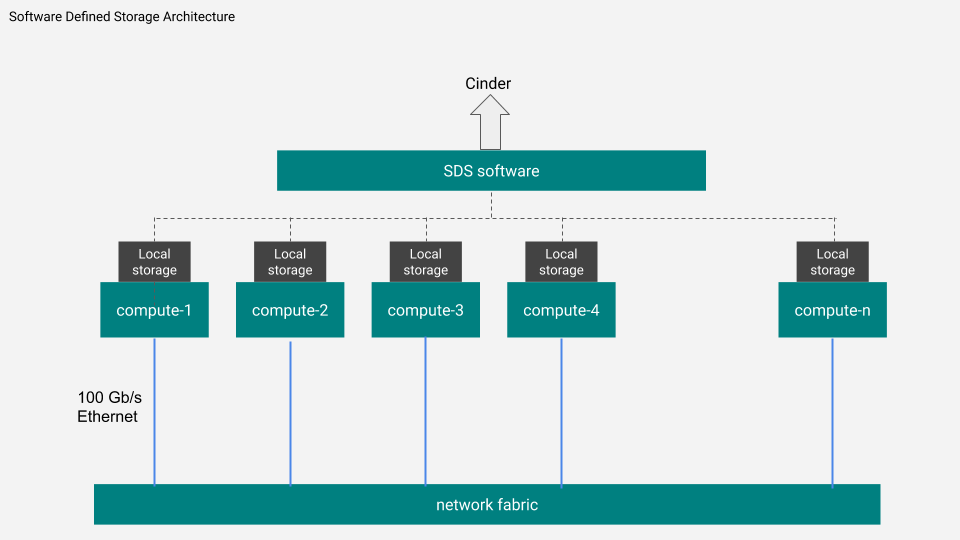 Software Defined Storage Architecture
Cinder
SDS software
Local
storage
Local
storage
Local
storage
Local
storage
Local
storage
compute-1
compute-2
compute-3
compute-4
compute-n
100 Gb/s
Ethernet
network fabric